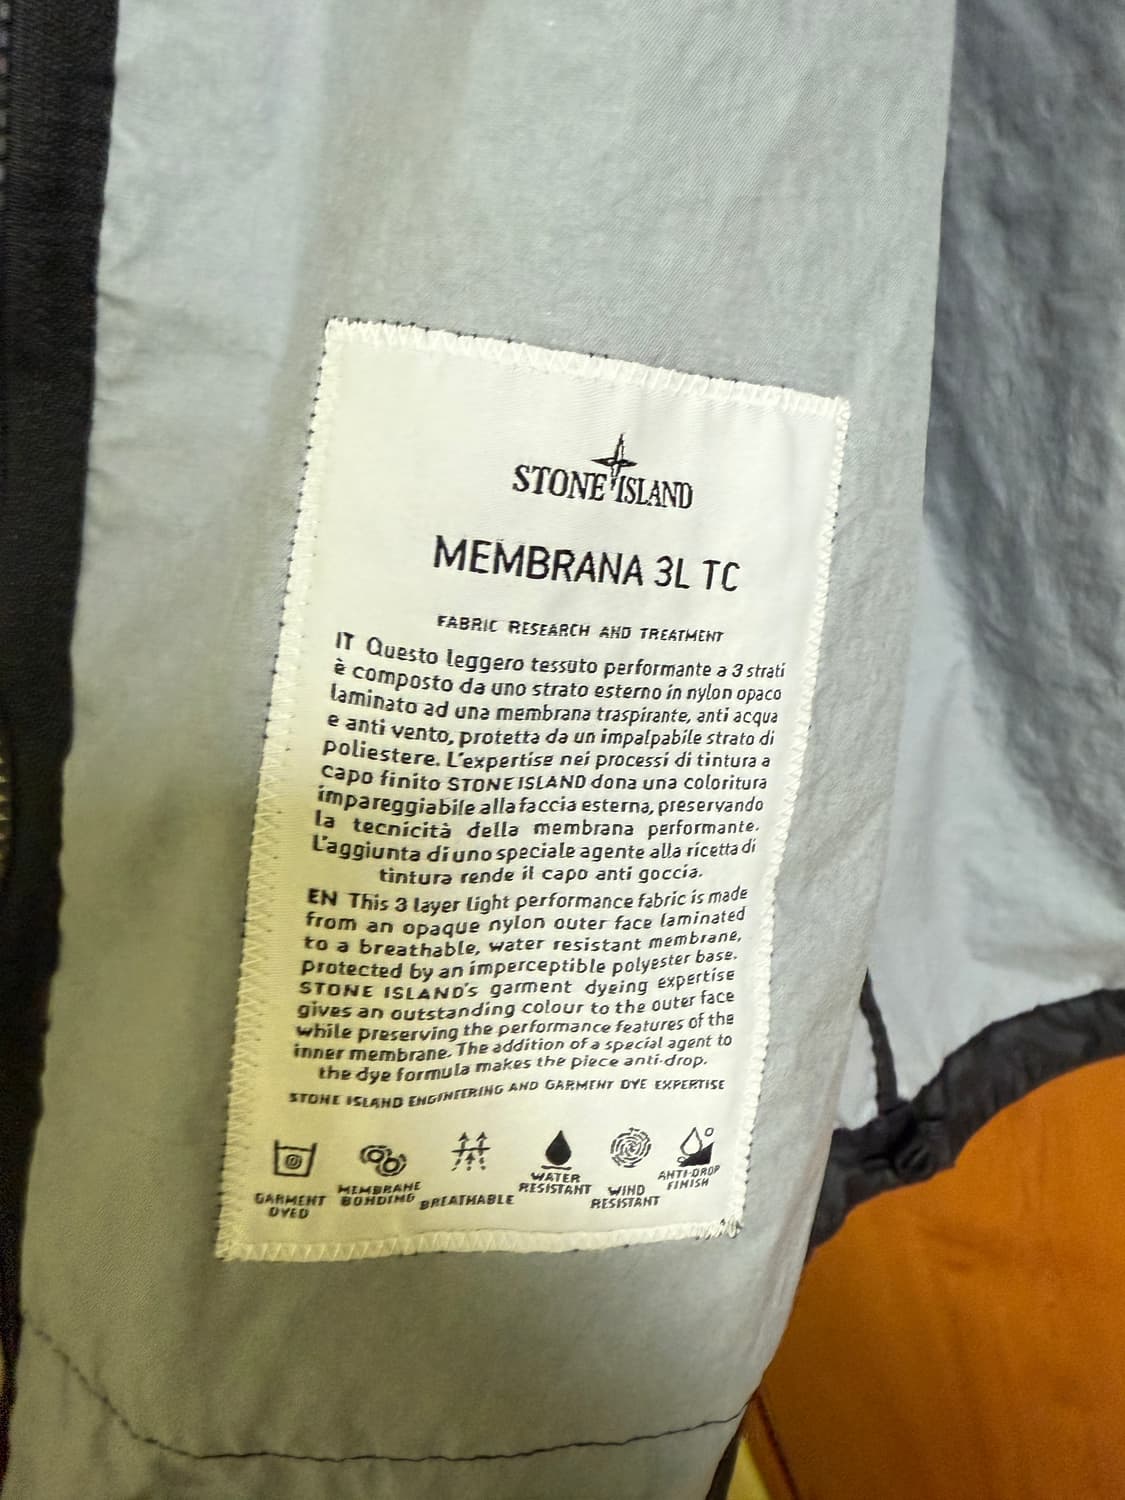 STONE ISLAND
MEMBRANA 3L TC
FABRIC RESEARCH AND TREATMENT
IT Questo leggero tessuto performante a 3 strati
è composto da uno strato esterno in nylon opaco
laminato ad una membrana traspirante, anti acqua
e anti vento, protetta da un impalpabile strato di
poliestere. L'expertise nei processi di tintura a
capo finito STONE ISLAND dona una coloritura
impareggiabile alla faccia esterna, preservando
la tecnicità della membrana performante.
L'aggiunta di uno speciale agente alla ricetta di
tintura rende il capo anti goccia.
EN This 3 layer light performance fabric is made
from an opaque nylon outer face laminated
to a breathable, water resistant membrane,
protected by an imperceptible polyester base.
STONE ISLAND's garment dyeing expertise
gives an outstanding colour to the outer face
while preserving the performance features of the
inner membrane. The addition of a special agent to
the dye formula makes the piece anti-drop.
STONE ISLAND ENGINEERING AND GARMENT DYE EXPERTISE
GARMENT
DYED
MEMBRANE
BONDING
BREATHABLE
WATER
RESISTANT
WIND
RESISTANT
ANTI-DROP
FINISH